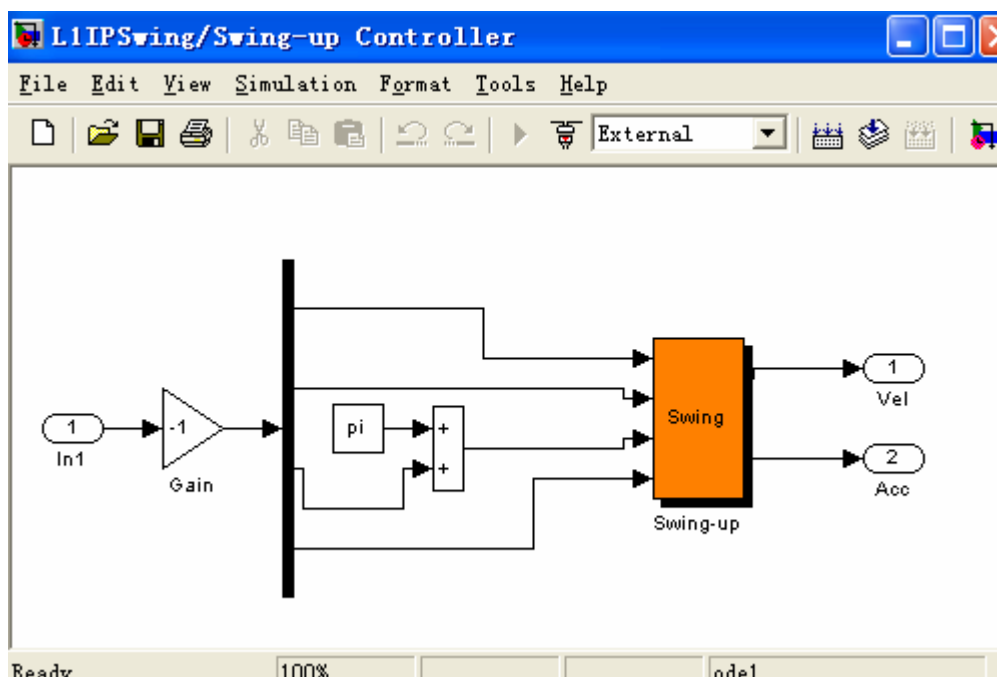 L1IPSwing/Swing-up Controller
File Edit View Simulation Format Tools Help
External
1
In1
-1
Gain
pi
+
+
Swing
Swing-up
1
Vel
2
Acc
Ready 100% ode1